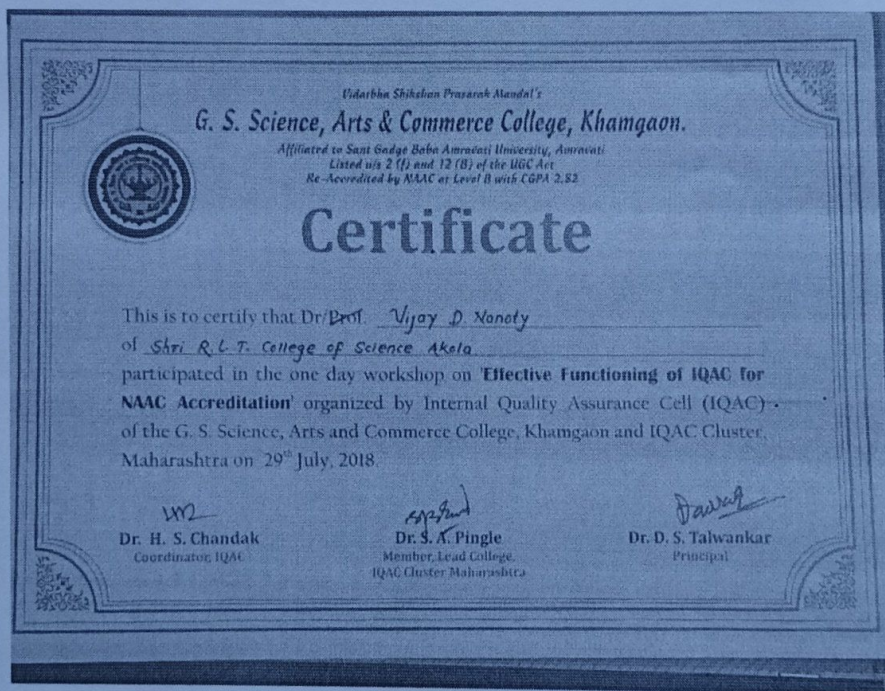 Vidarbha Shikshan Prasarak Mandal's
G. S. Science, Arts & Commerce College, Khamgaon.
Affiliated to Sant Gadge Baba Amravati University, Amravati
Listed u/s 2 (f) and 12 (B) of the UGC Act
Re-Accredited by NAAC at Level B with CGPA 2.82
Certificate
This is to certify that Dr/Prof. Vijay D. Nanoty
of Shri R. L. T. College of Science Akola
participated in the one day workshop on 'Effective Functioning of IQAC for
NAAC Accreditation' organized by Internal Quality Assurance Cell (IQAC)
of the G. S. Science, Arts and Commerce College, Khamgaon and IQAC Cluster,
Maharashtra on 29th July, 2018.
Dr. H. S. Chandak
Coordinator, IQAC
Dr. S. A. Pingle
Member, Lead College,
IQAC Cluster Maharashtra
Dr. D. S. Talwankar
Principal